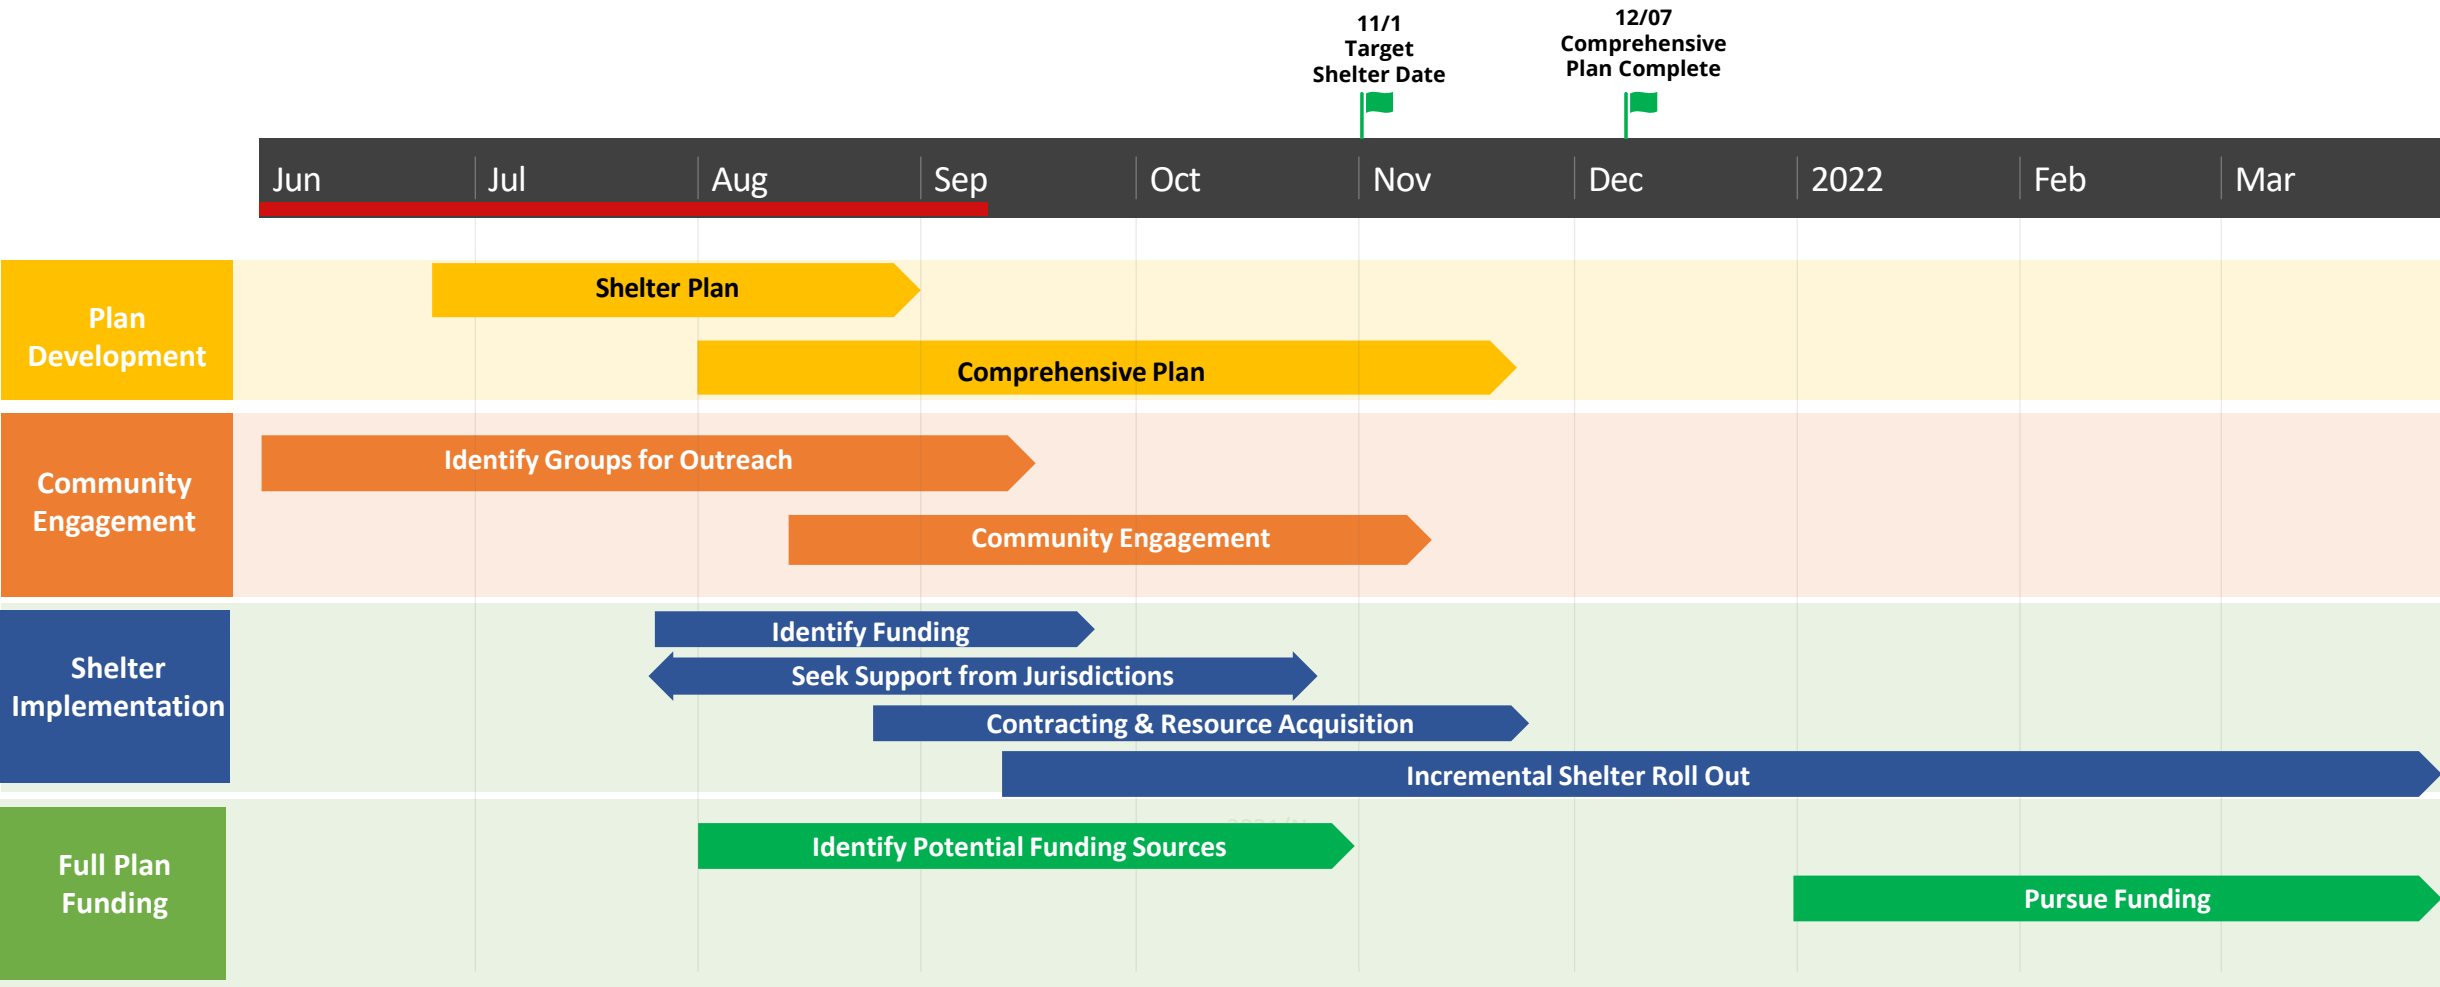 11/1
Target
Shelter Date
12/07
Comprehensive
Plan Complete
Jun
Jul
Aug
Sep
Oct
Nov
Dec
2022
Feb
Mar
Plan
Development
Shelter Plan
Comprehensive Plan
Community
Engagement
Identify Groups for Outreach
Community Engagement
Shelter
Implementation
Identify Funding
Seek Support from Jurisdictions
Contracting & Resource Acquisition
Incremental Shelter Roll Out
Full Plan
Funding
Identify Potential Funding Sources
Pursue Funding